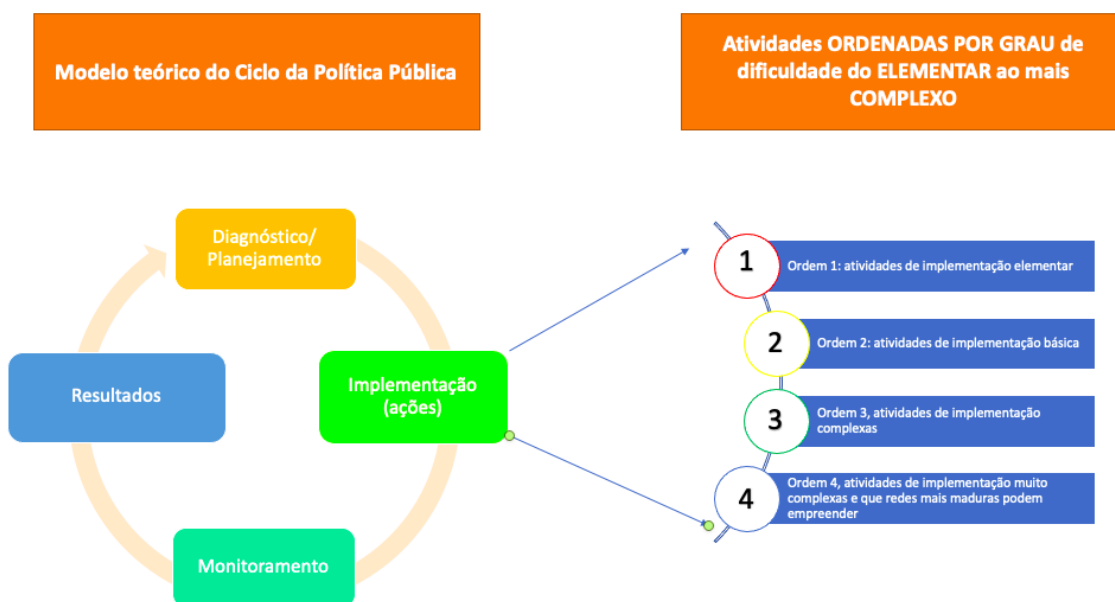 Modelo teórico do Ciclo da Política Pública
Atividades ORDENADAS POR GRAU de
dificuldade do ELEMENTAR ao mais
COMPLEXO
Diagnóstico/
Planejamento
Implementação
(ações)
Monitoramento
Resultados
1
Ordem 1: atividades de implementação elementar
2
Ordem 2: atividades de implementação básica
3
Ordem 3, atividades de implementação
complexas
4
Ordem 4, atividades de implementação muito
complexas e que redes mais maduras podem
empreender